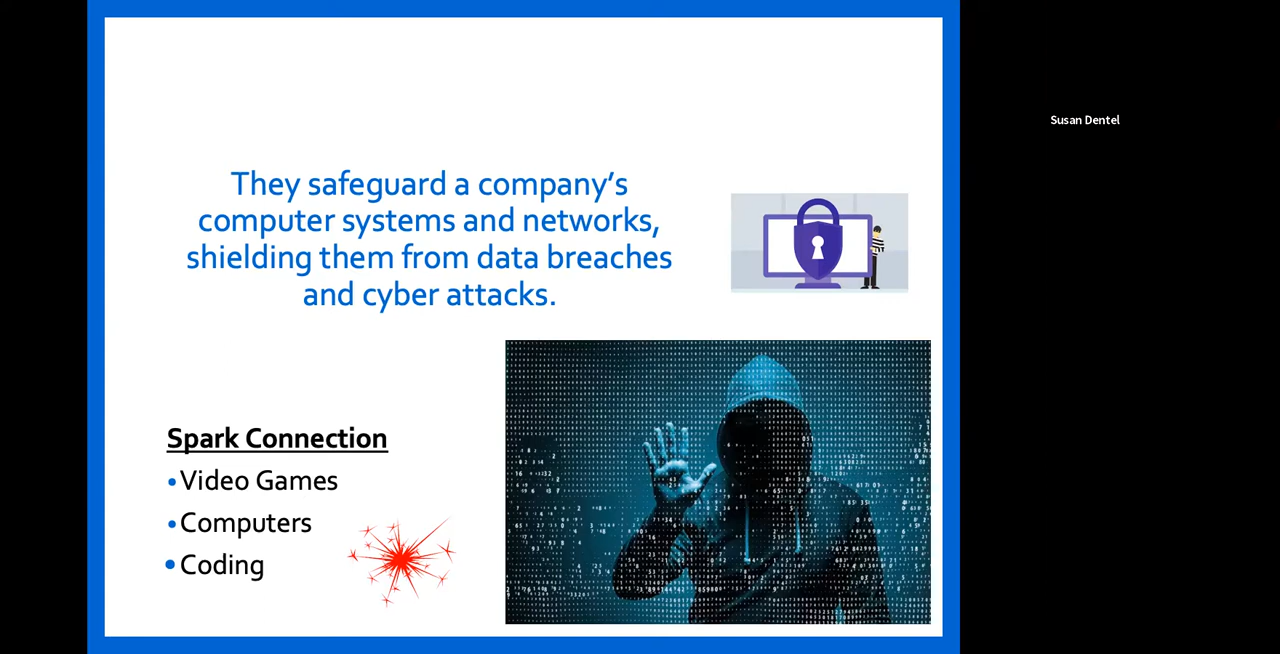 They safeguard a company’s
computer systems and networks,
shielding them from data breaches
and cyber attacks.
Susan Dentel
Spark Connection
•Video Games
•Computers
•Coding